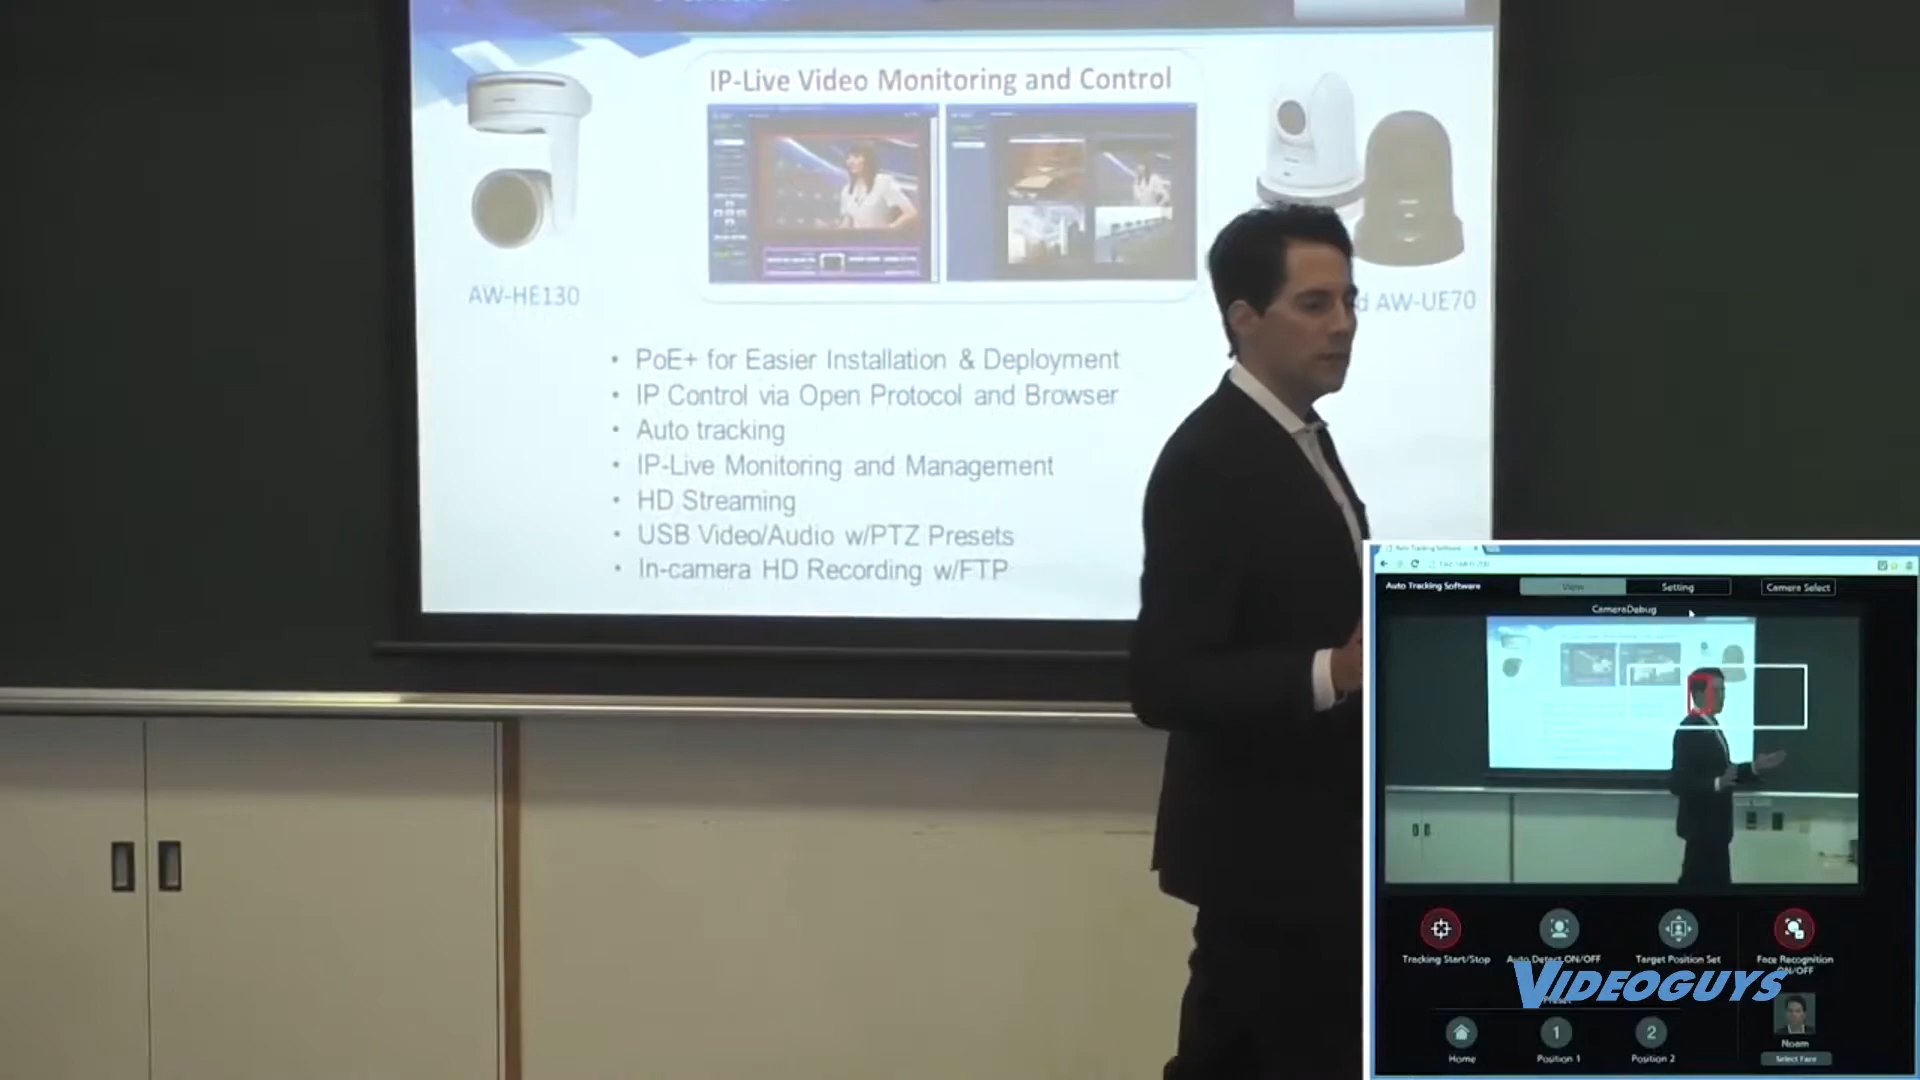 IP-Live Video Monitoring and Control
AW-HE130
d AW-UE70
• PoE+ for Easier Installation & Deployment
• IP Control via Open Protocol and Browser
• Auto tracking
• IP-Live Monitoring and Management
• HD Streaming
• USB Video/Audio w/PTZ Presets
• In-camera HD Recording w/FTP
Auto Tracking Software
View
Setting
Camera Select
CameraDebug
Tracking Start/Stop
Auto Detect ON/OFF
Target Position Set
Face Recognition
ON/OFF
VIDEOGUYS
Preset
1
2
Home
Position 1
Position 2
Noam
Select Face